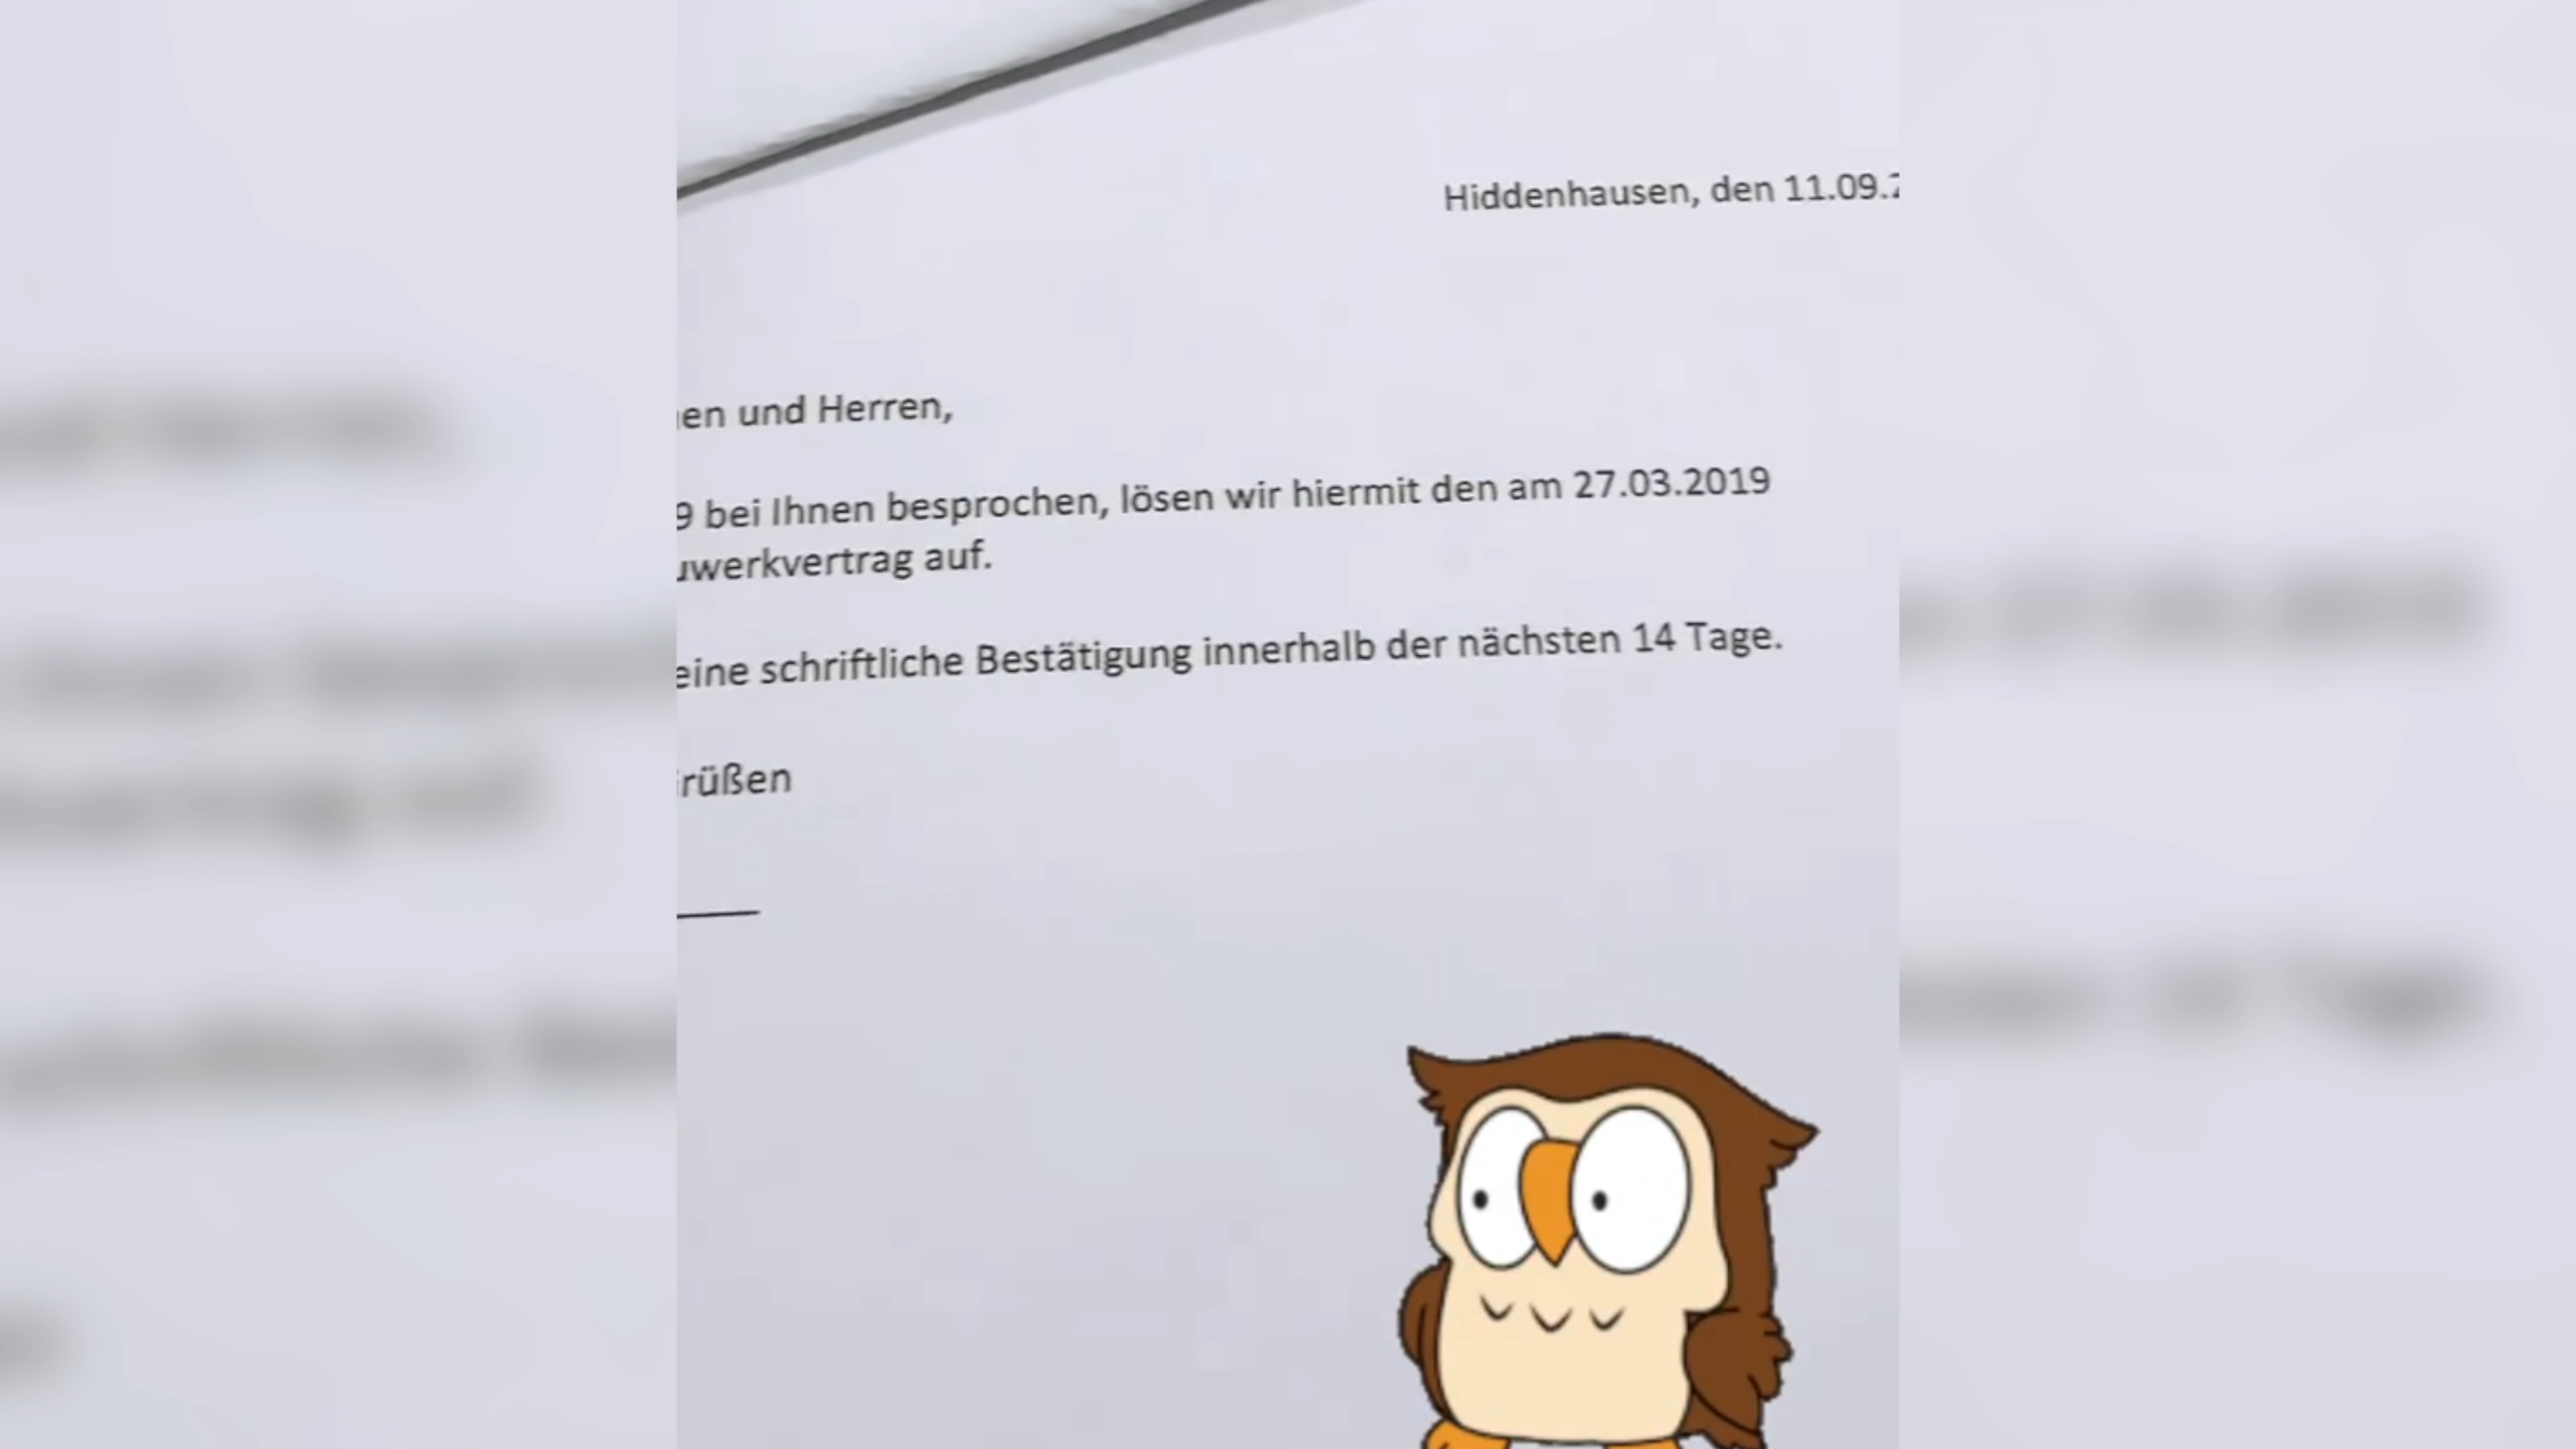 Hiddenhausen, den 11.09.
en und Herren,
9 bei Ihnen besprochen, lösen wir hiermit den am 27.03.2019
uwerkvertrag auf.
eine schriftliche Bestätigung innerhalb der nächsten 14 Tage.
rüßen